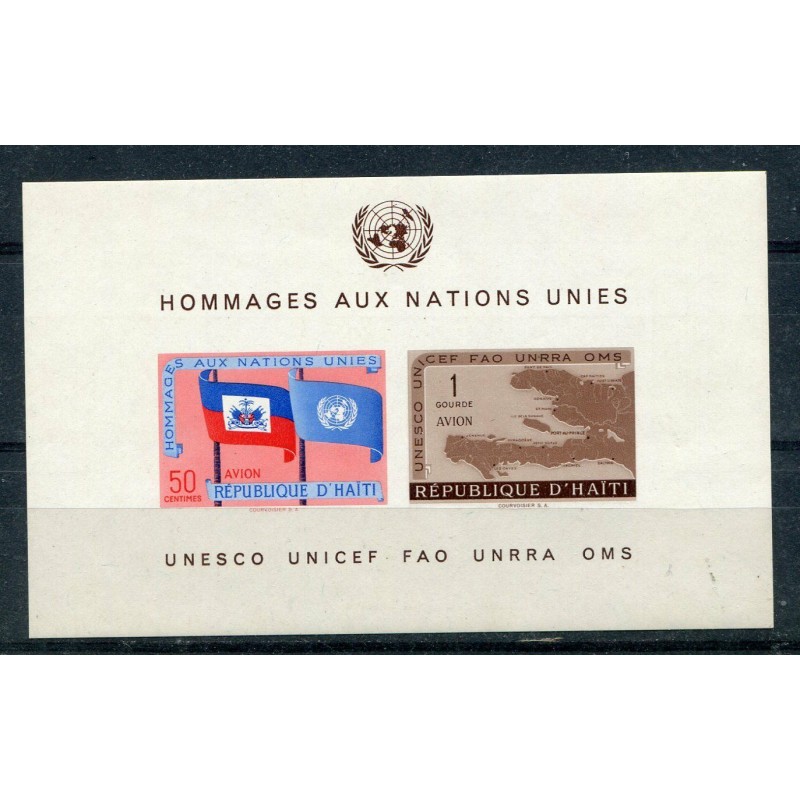 HOMMAGES AUX NATIONS UNIES
HOMMAGES AUX NATIONS UNIES
AVION
50
CENTIMES
RÉPUBLIQUE D'HAÏTI
COURVOISIER S. A.
UNESCO UNICEF FAO UNRRA OMS
1
GOURDE
AVION
PORT-AU-PRINCE
RÉPUBLIQUE D'HAÏTI
COURVOISIER S. A.
UNESCO UNICEF FAO UNRRA OMS